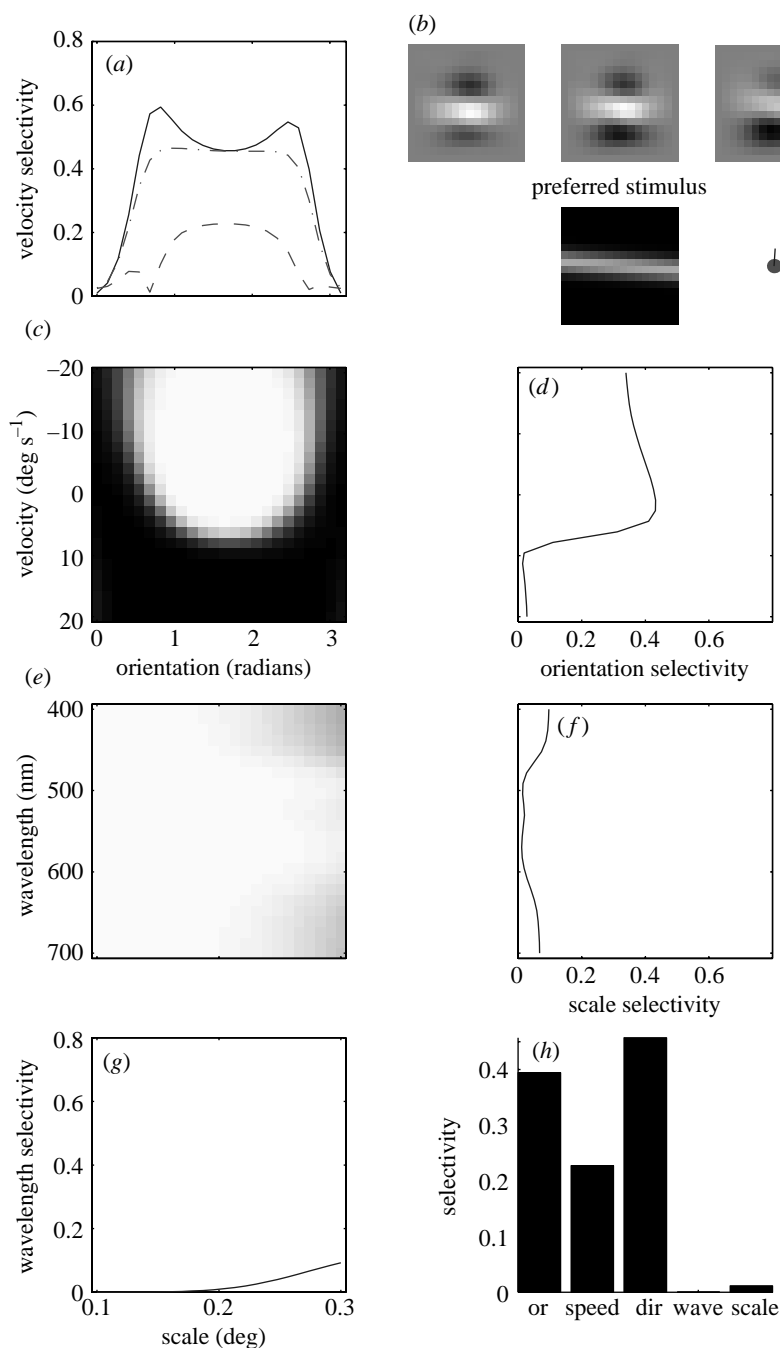 (a)
0.8
0.6
0.4
0.2
0
velocity selectivity
(b)
preferred stimulus
(c)
–20
–10
0
10
20
velocity (deg s–1)
0 1 2 3
orientation (radians)
(d)
0 0.2 0.4 0.6
orientation selectivity
(e)
400
500
600
700
wavelength (nm)
(f)
0 0.2 0.4 0.6
scale selectivity
(g)
0.8
0.6
0.4
0.2
0
wavelength selectivity
0.1 0.2 0.3
scale (deg)
(h)
0.4
0.3
0.2
0.1
0
selectivity
or speed dir wave scale